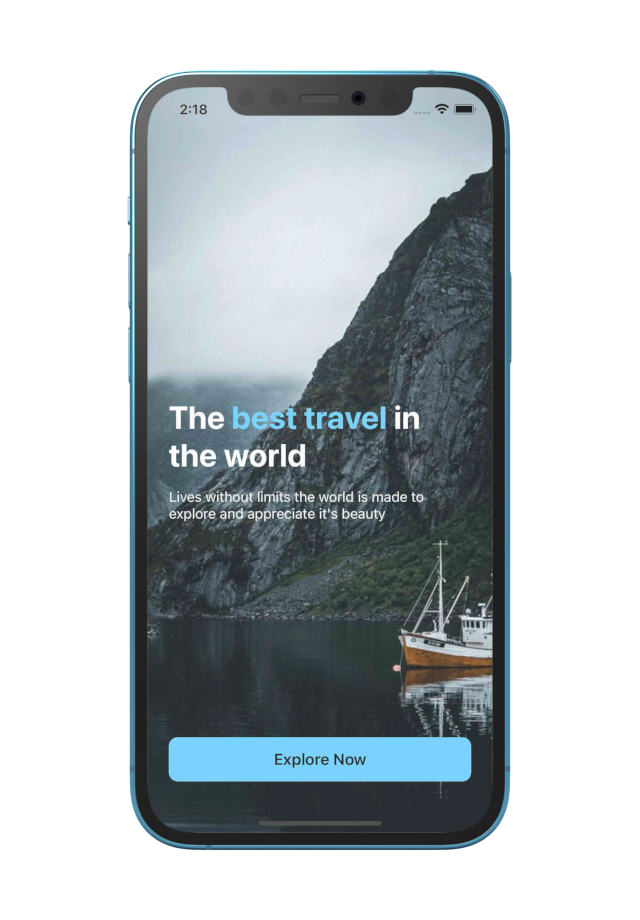 2:18
The best travel in
the world
Lives without limits the world is made to
explore and appreciate it's beauty
Explore Now